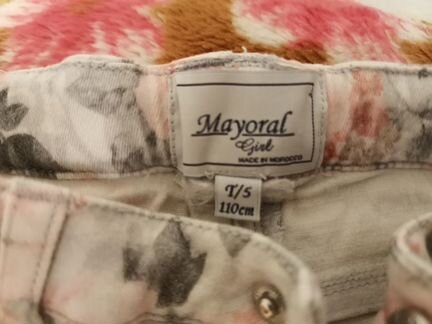 Mayoral
Girl
MADE IN MOROCCO
T/5
110cm